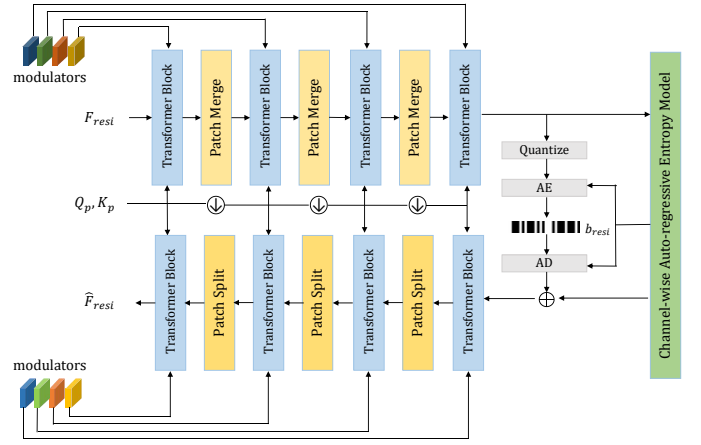 modulators
F_resi
Transformer Block
Patch Merge
Transformer Block
Patch Merge
Transformer Block
Patch Merge
Transformer Block
Quantize
AE
b_resi
AD
Channel-wise Auto-regressive Entropy Model
Q_p, K_p
F̂_resi
Transformer Block
Patch Split
Transformer Block
Patch Split
Transformer Block
Patch Split
Transformer Block
modulators